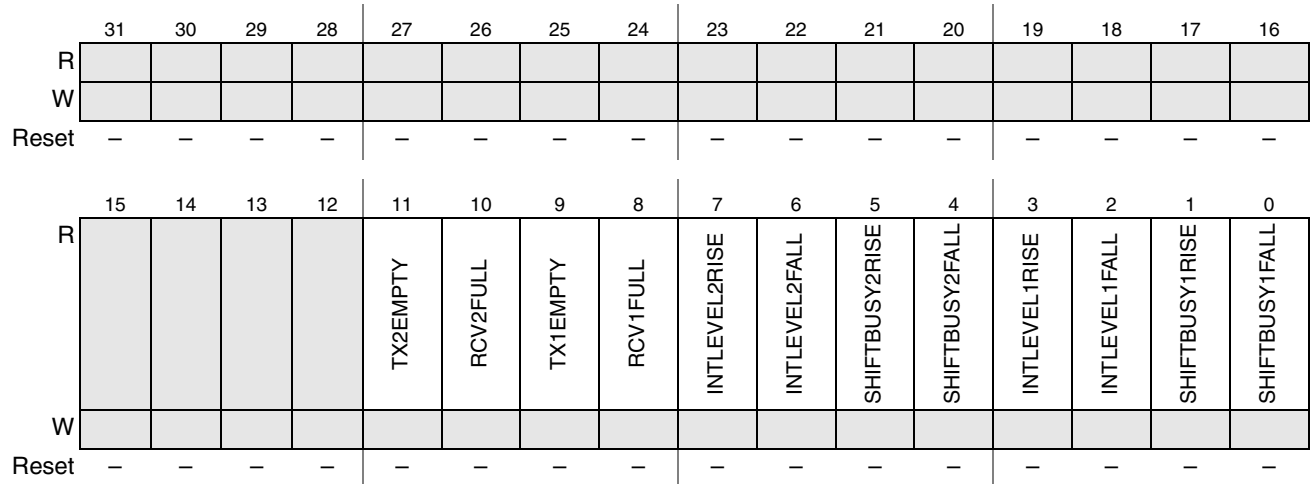 31 30 29 28 27 26 25 24 23 22 21 20 19 18 17 16
R
W
Reset – – – – – – – – – – – – – – – –
15 14 13 12 11 10 9 8 7 6 5 4 3 2 1 0
R TX2EMPTY RCV2FULL TX1EMPTY RCV1FULL INTLEVEL2RISE INTLEVEL2FALL SHIFTBUSY2RISE SHIFTBUSY2FALL INTLEVEL1RISE INTLEVEL1FALL SHIFTBUSY1RISE SHIFTBUSY1FALL
W
Reset – – – – – – – – – – – – – – – –